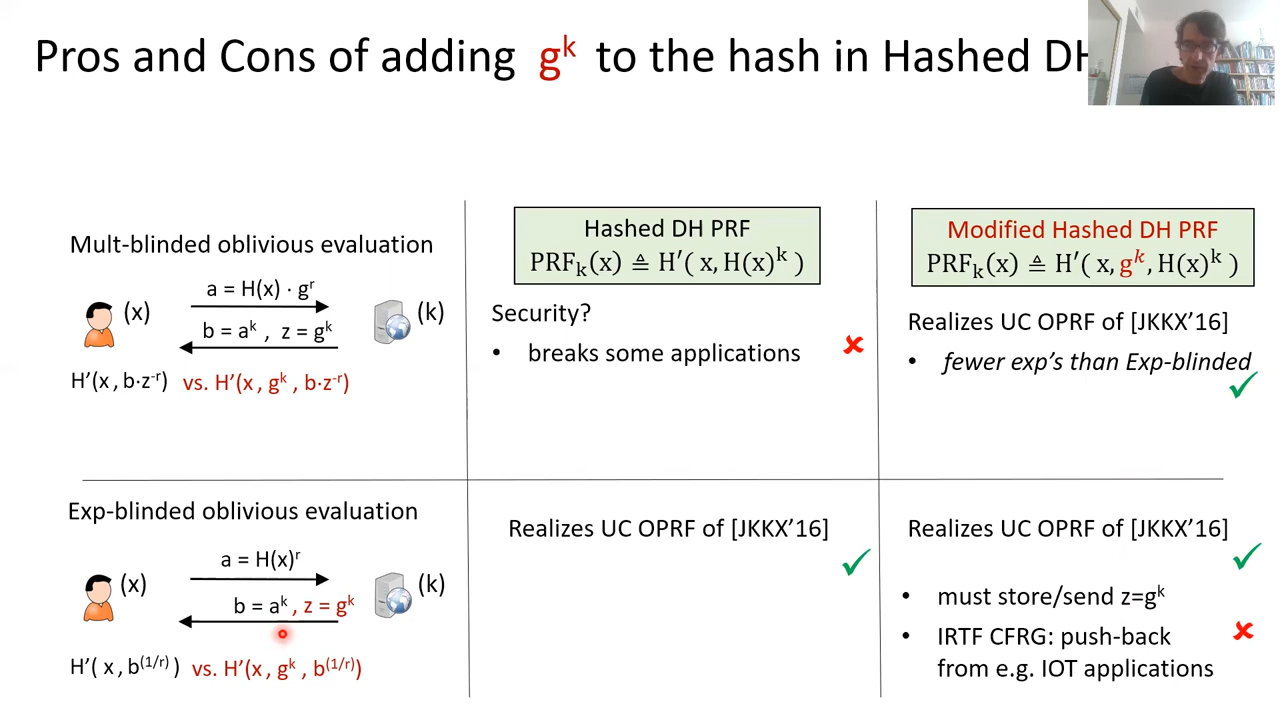 Pros and Cons of adding gᵏ to the hash in Hashed DH
Mult-blinded oblivious evaluation
(x)
a = H(x) · gʳ
b = aᵏ , z = gᵏ
(k)
H′(x , b·z⁻ʳ) vs. H′(x , gᵏ , b·z⁻ʳ)
Hashed DH PRF
PRFₖ(x) ≜ H′( x, H(x)ᵏ )
Security?
• breaks some applications
✘
Modified Hashed DH PRF
PRFₖ(x) ≜ H′( x, gᵏ, H(x)ᵏ )
Realizes UC OPRF of [JKKX’16]
• fewer exp’s than Exp-blinded
✓
Exp-blinded oblivious evaluation
(x)
a = H(x)ʳ
b = aᵏ , z = gᵏ
(k)
H′( x , b⁽¹ᐟʳ⁾ ) vs. H′(x , gᵏ , b⁽¹ᐟʳ⁾)
Realizes UC OPRF of [JKKX’16]
✓
Realizes UC OPRF of [JKKX’16]
✓
• must store/send z=gᵏ
• IRTF CFRG: push-back
✘
from e.g. IOT applications